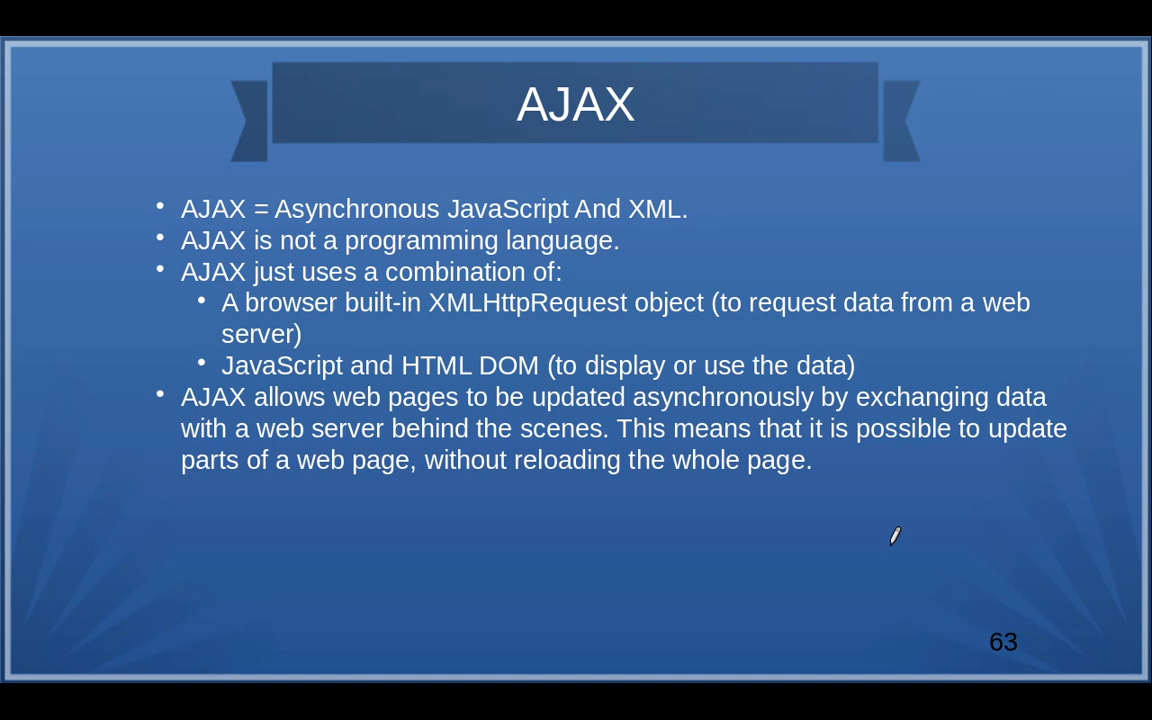 AJAX
• AJAX = Asynchronous JavaScript And XML.
• AJAX is not a programming language.
• AJAX just uses a combination of:
• A browser built-in XMLHttpRequest object (to request data from a web
server)
• JavaScript and HTML DOM (to display or use the data)
• AJAX allows web pages to be updated asynchronously by exchanging data
with a web server behind the scenes. This means that it is possible to update
parts of a web page, without reloading the whole page.
63